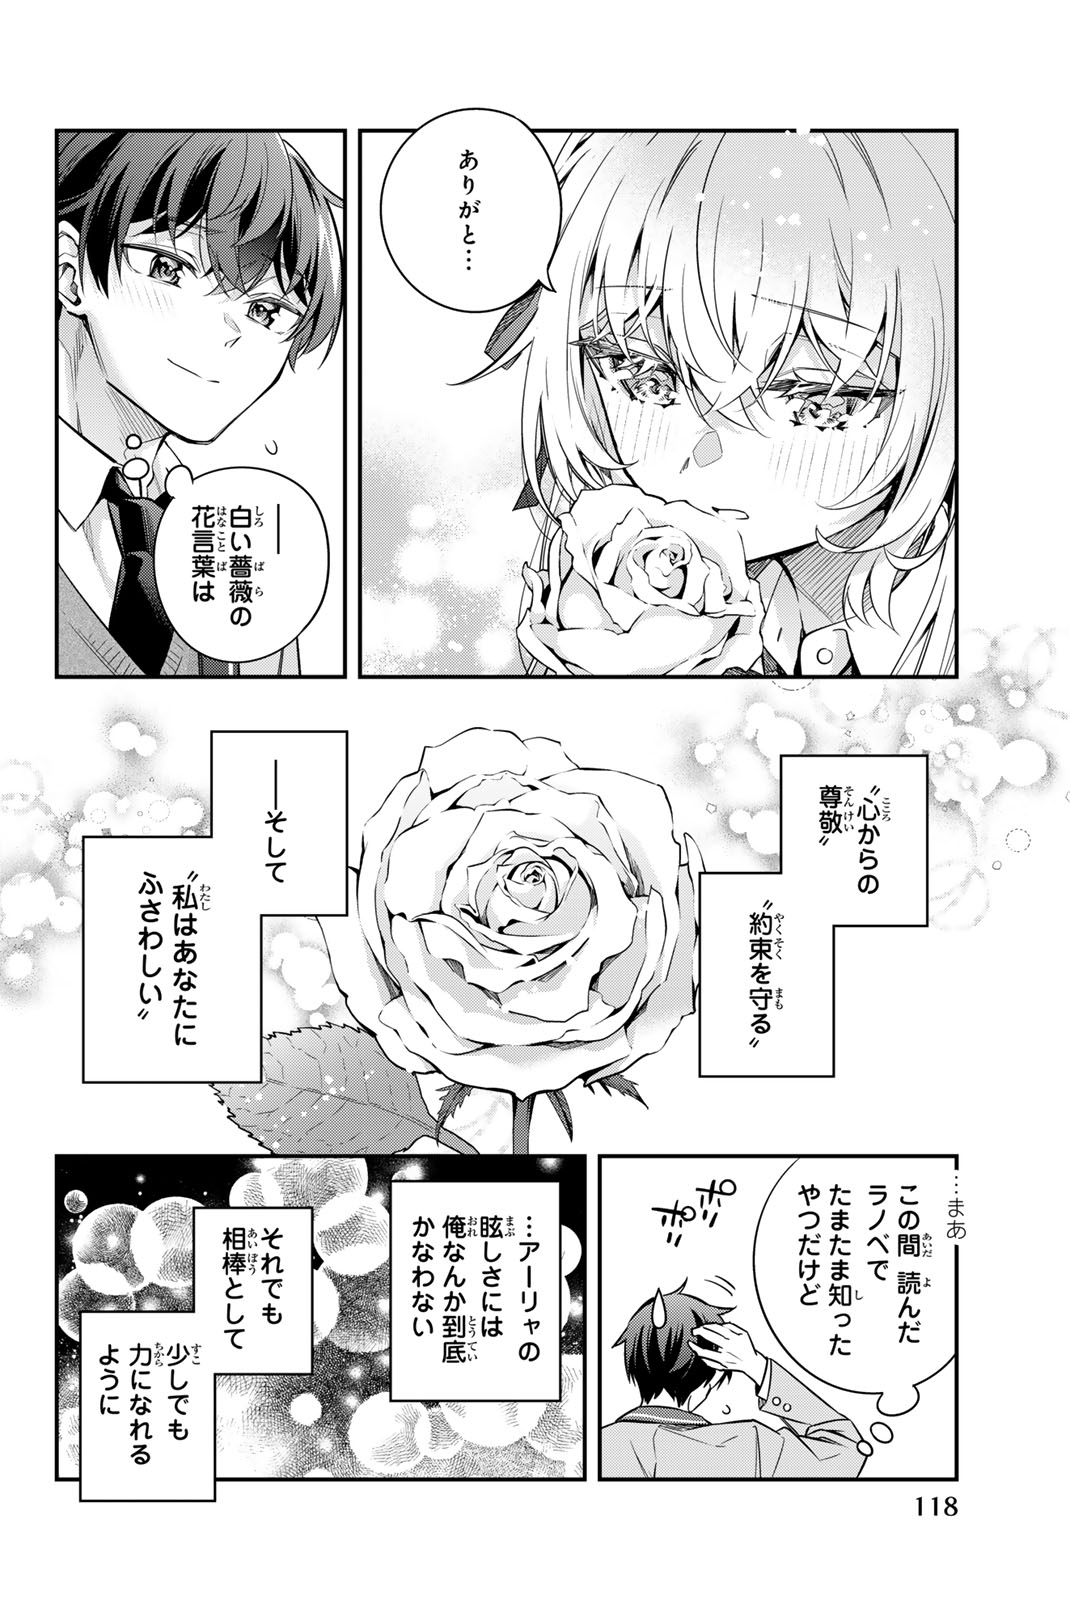 ありがと…
――
白い薔薇の
花言葉は
〝心からの
尊敬〟
〝約束を守る〟
――そして
〝私はあなたに
ふさわしい〟
…まあ
この間読んだ
ラノベで
たまたま知った
やつだけど
…アーリャの
眩しさには
俺なんか到底
かなわない
それでも
相棒として
少しでも
力になれる
ように
118